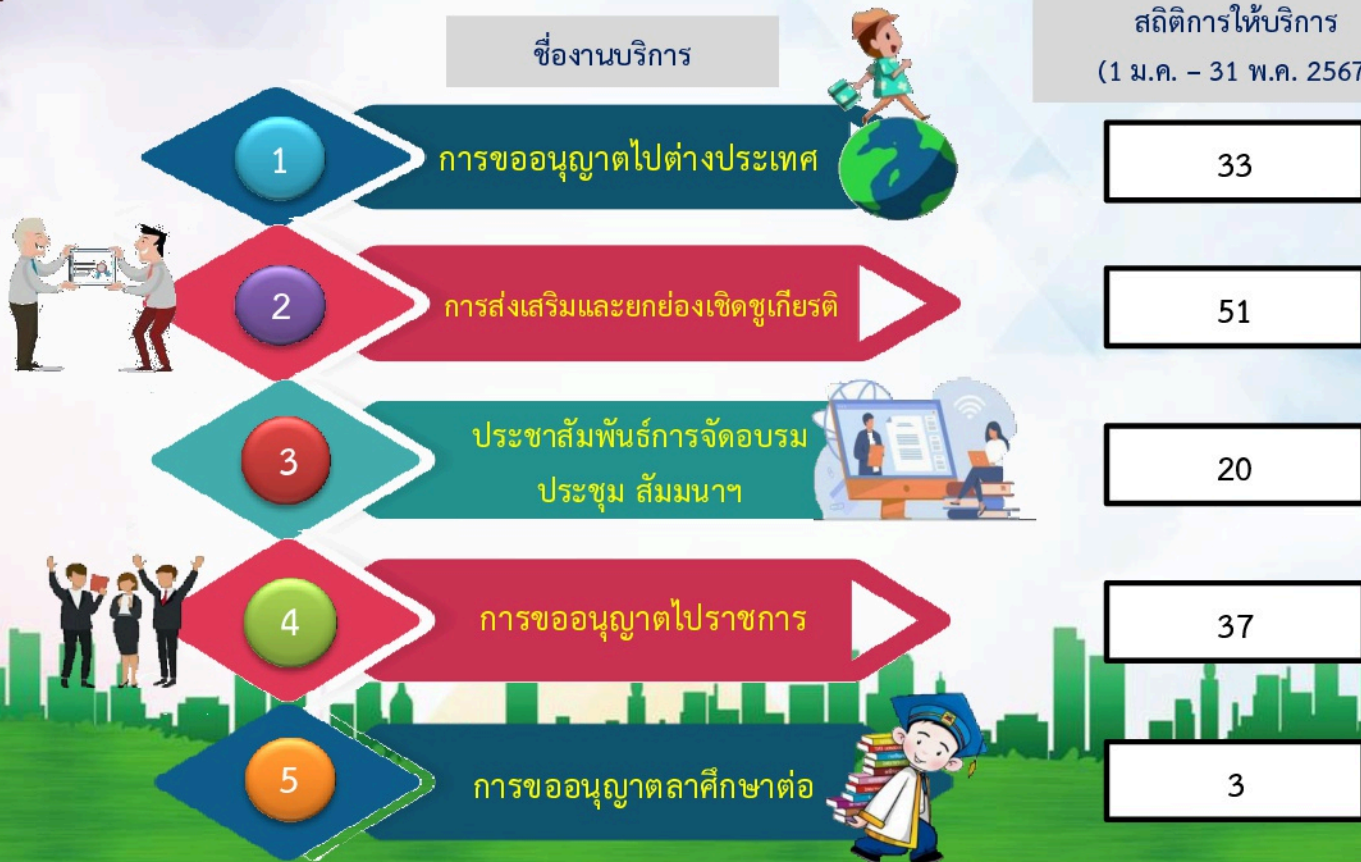 ชื่องานบริการ
สถิติการให้บริการ
(1 ม.ค. – 31 พ.ค. 2567
1
การขออนุญาตไปต่างประเทศ
33
2
การส่งเสริมและยกย่องเชิดชูเกียรติ
51
3
ประชาสัมพันธ์การจัดอบรม
ประชุม สัมมนาฯ
20
4
การขออนุญาตไปราชการ
37
5
การขออนุญาตลาศึกษาต่อ
3